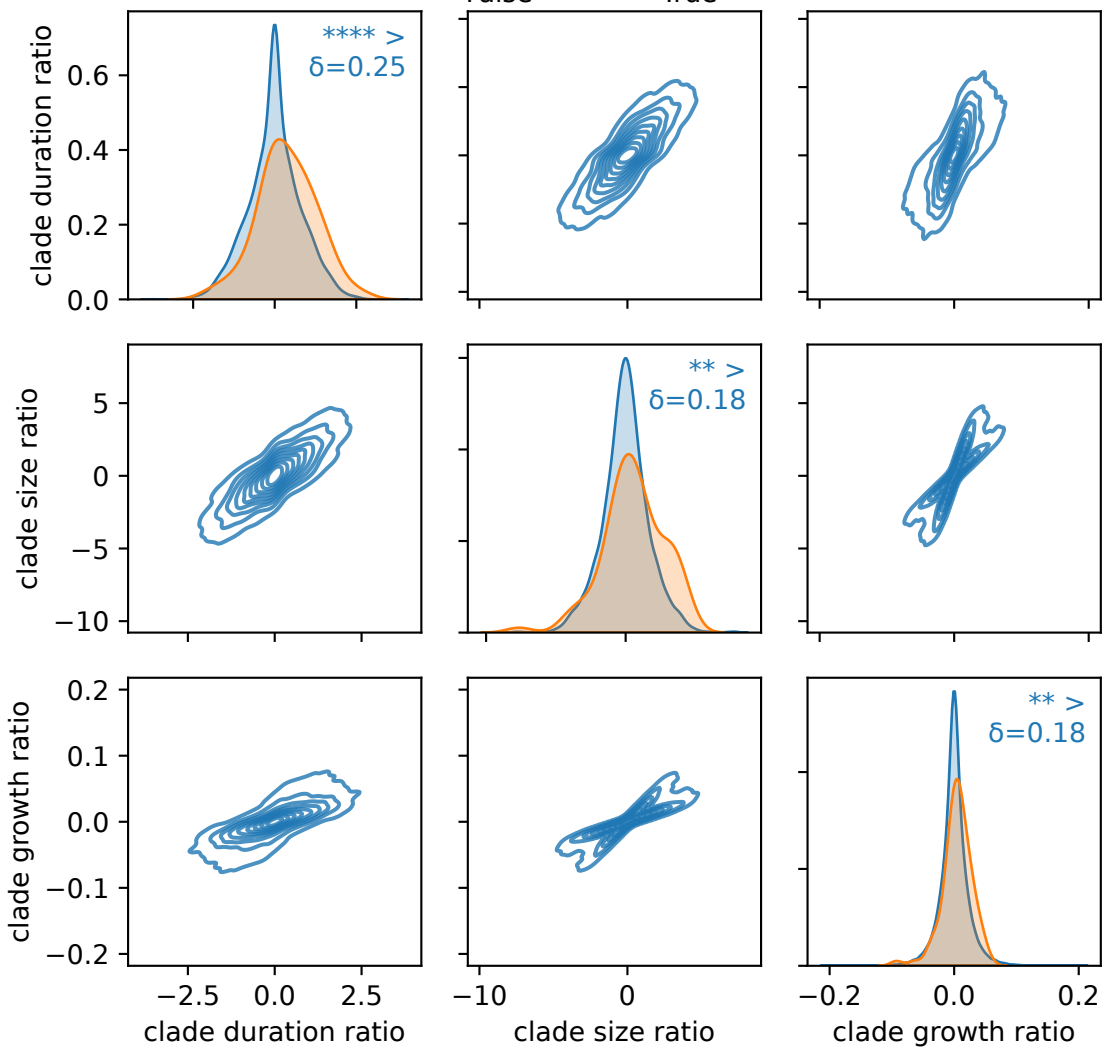 False True
clade duration ratio
0.6
0.4
0.2
0.0
**** >
δ=0.25
clade size ratio
5
0
−5
−10
** >
δ=0.18
clade growth ratio
0.2
0.1
0.0
−0.1
−0.2
** >
δ=0.18
−2.5 0.0 2.5
−10 0
−0.2 0.0 0.2
clade duration ratio
clade size ratio
clade growth ratio